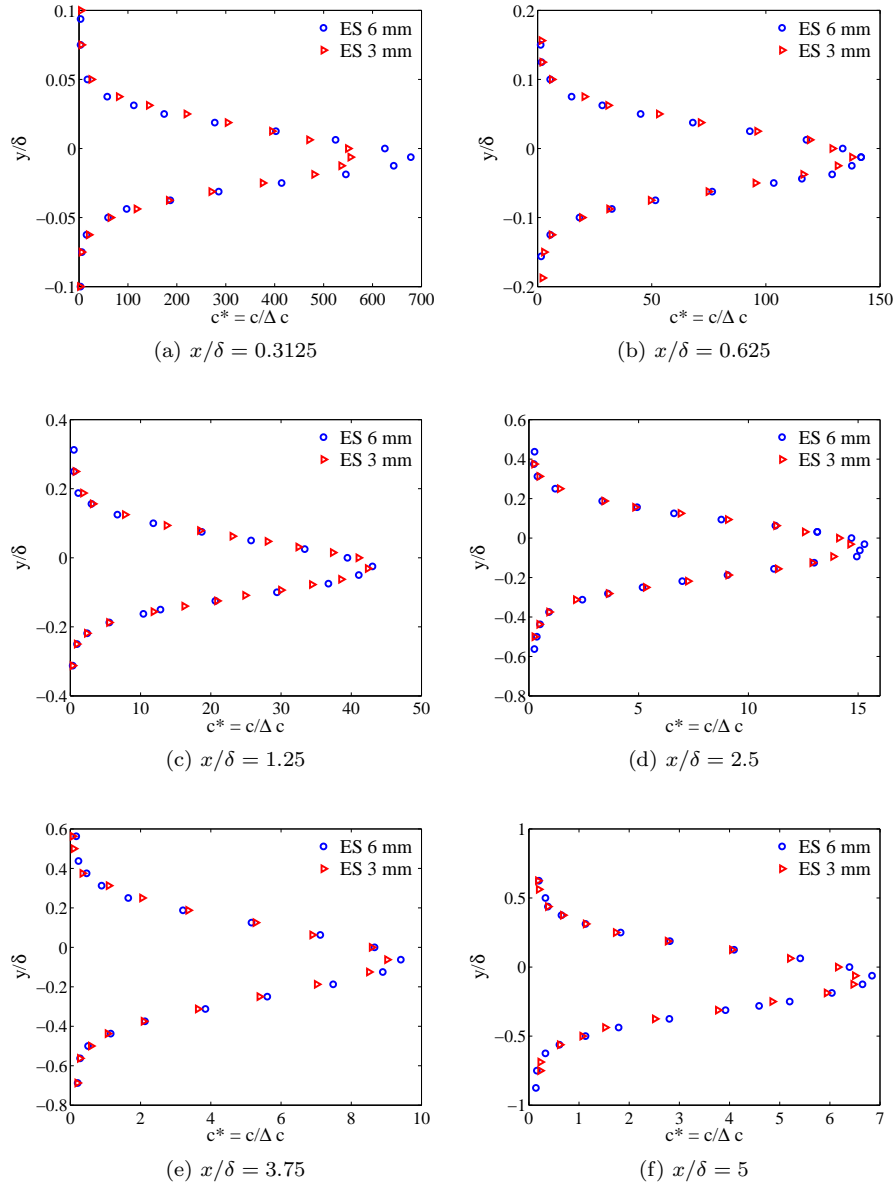 ES 6 mm
ES 3 mm
y/δ
0.1
0.05
0
−0.05
−0.1
0 100 200 300 400 500 600 700
c* = c/Δ c
(a) x/δ = 0.3125
ES 6 mm
ES 3 mm
y/δ
0.2
0.1
0
−0.1
−0.2
0 50 100 150
c* = c/Δ c
(b) x/δ = 0.625
ES 6 mm
ES 3 mm
y/δ
0.4
0.2
0
−0.2
−0.4
0 10 20 30 40 50
c* = c/Δ c
(c) x/δ = 1.25
ES 6 mm
ES 3 mm
y/δ
0.6
0.4
0.2
0
−0.2
−0.4
−0.6
−0.8
0 5 10 15
c* = c/Δ c
(d) x/δ = 2.5
ES 6 mm
ES 3 mm
y/δ
0.6
0.4
0.2
0
−0.2
−0.4
−0.6
−0.8
0 2 4 6 8 10
c* = c/Δ c
(e) x/δ = 3.75
ES 6 mm
ES 3 mm
y/δ
1
0.5
0
−0.5
−1
0 1 2 3 4 5 6 7
c* = c/Δ c
(f) x/δ = 5